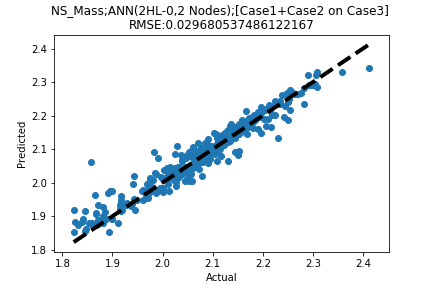 NS_Mass;ANN(2HL-0,2 Nodes);[Case1+Case2 on Case3]
RMSE:0.029680537486122167
2.4
2.3
2.2
2.1
2.0
1.9
1.8
Predicted
1.8 1.9 2.0 2.1 2.2 2.3 2.4
Actual